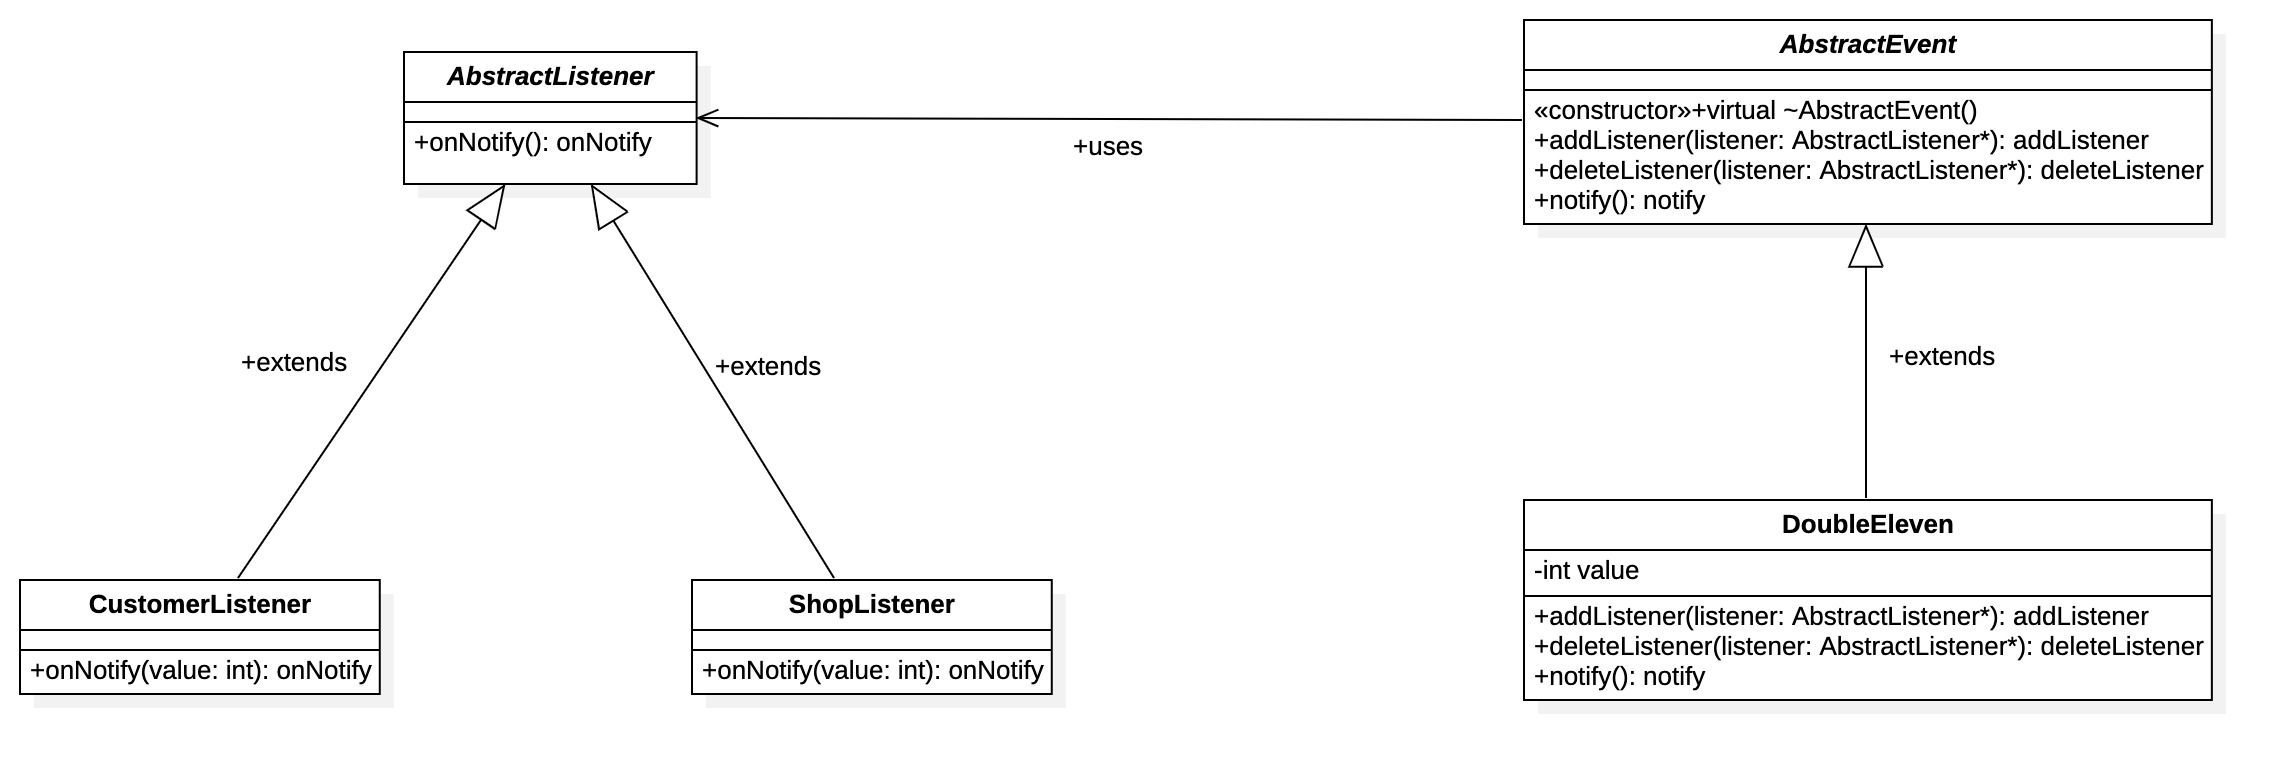 AbstractListener
+onNotify(): onNotify
+uses
AbstractEvent
«constructor»+virtual ~AbstractEvent()
+addListener(listener: AbstractListener*): addListener
+deleteListener(listener: AbstractListener*): deleteListener
+notify(): notify
+extends
+extends
+extends
CustomerListener
+onNotify(value: int): onNotify
ShopListener
+onNotify(value: int): onNotify
DoubleEleven
-int value
+addListener(listener: AbstractListener*): addListener
+deleteListener(listener: AbstractListener*): deleteListener
+notify(): notify